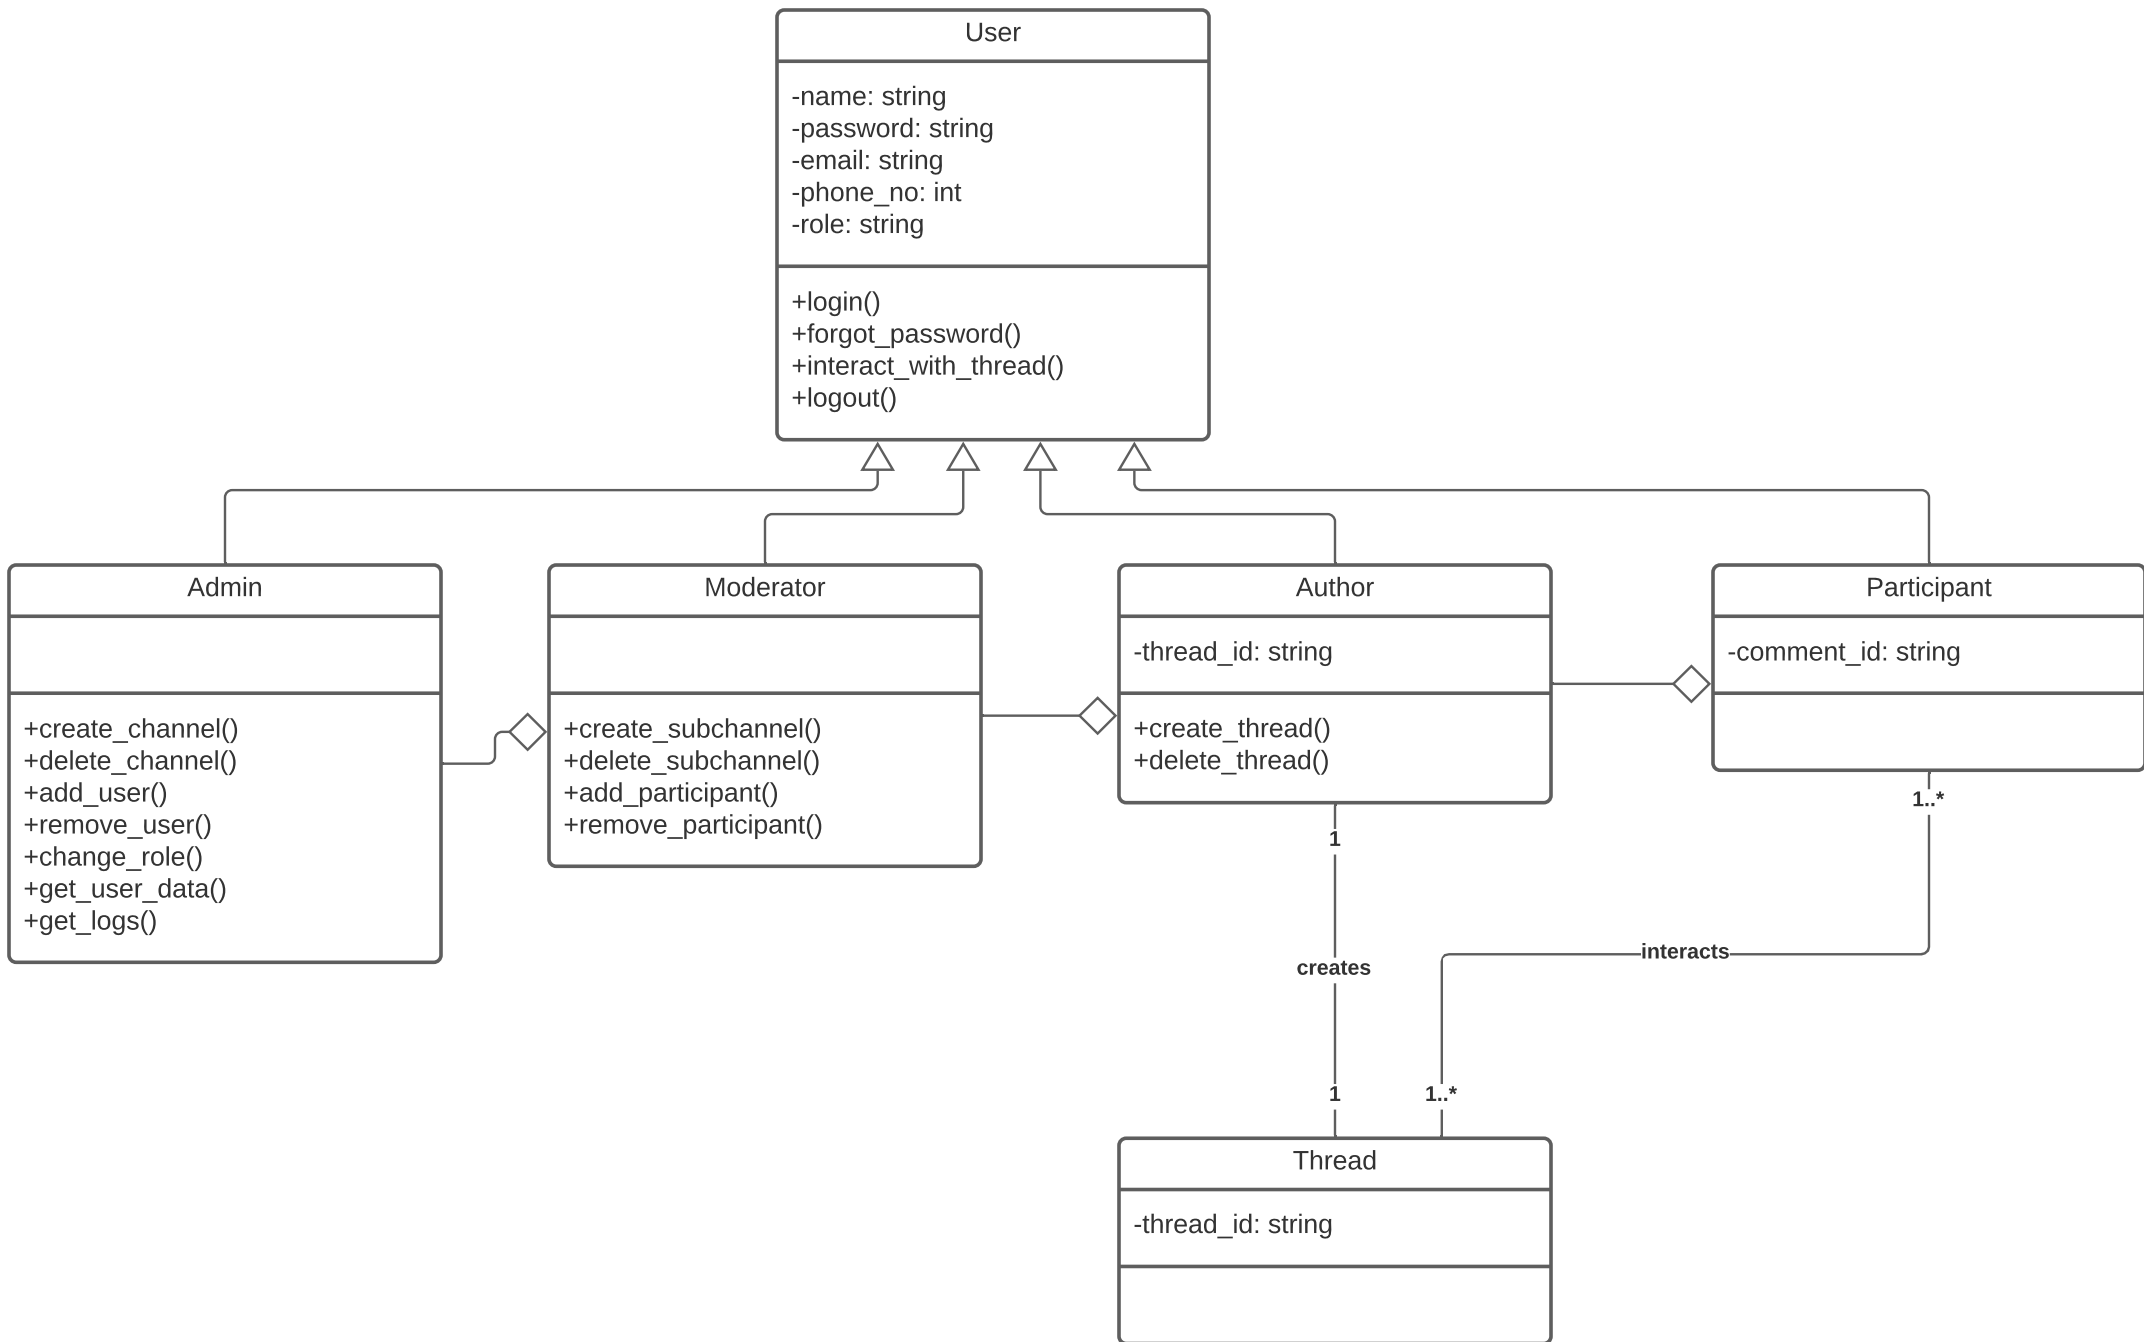 User
-name: string
-password: string
-email: string
-phone_no: int
-role: string
+login()
+forgot_password()
+interact_with_thread()
+logout()
Admin
+create_channel()
+delete_channel()
+add_user()
+remove_user()
+change_role()
+get_user_data()
+get_logs()
Moderator
+create_subchannel()
+delete_subchannel()
+add_participant()
+remove_participant()
Author
-thread_id: string
+create_thread()
+delete_thread()
Participant
-comment_id: string
1
creates
1
1..*
interacts
1..*
Thread
-thread_id: string